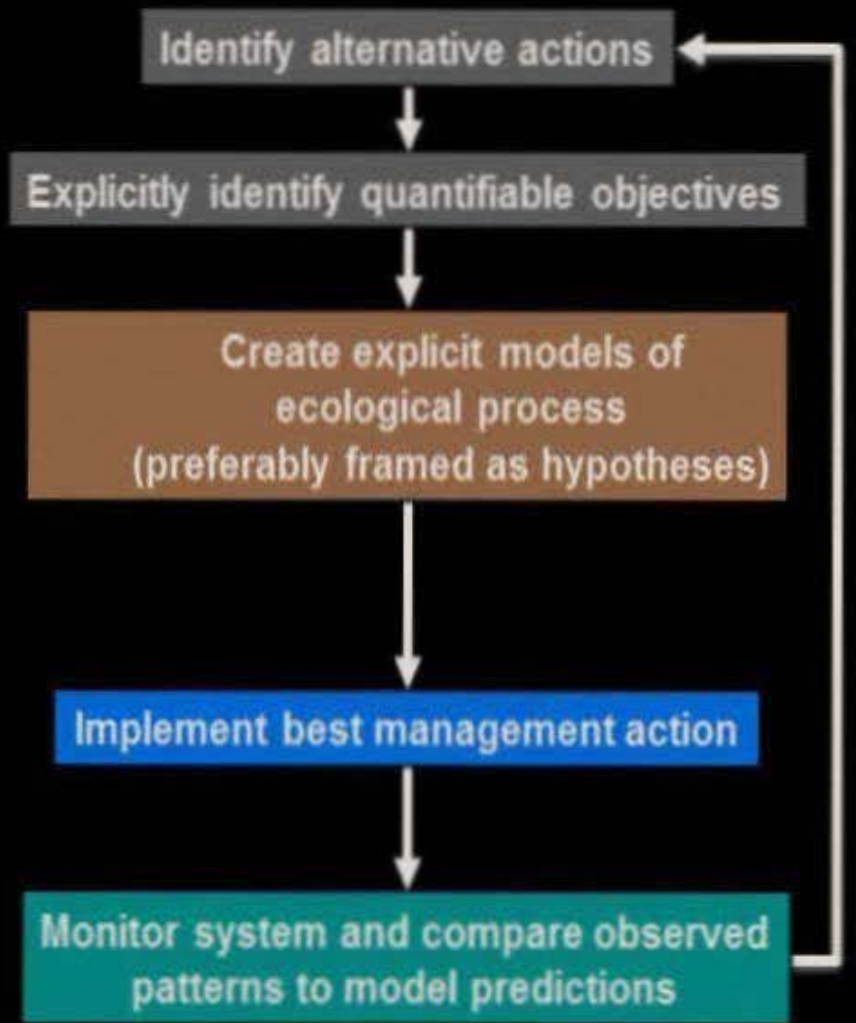 Identify alternative actions
Explicitly identify quantifiable objectives
Create explicit models of
ecological process
(preferably framed as hypotheses)
Implement best management action
Monitor system and compare observed
patterns to model predictions